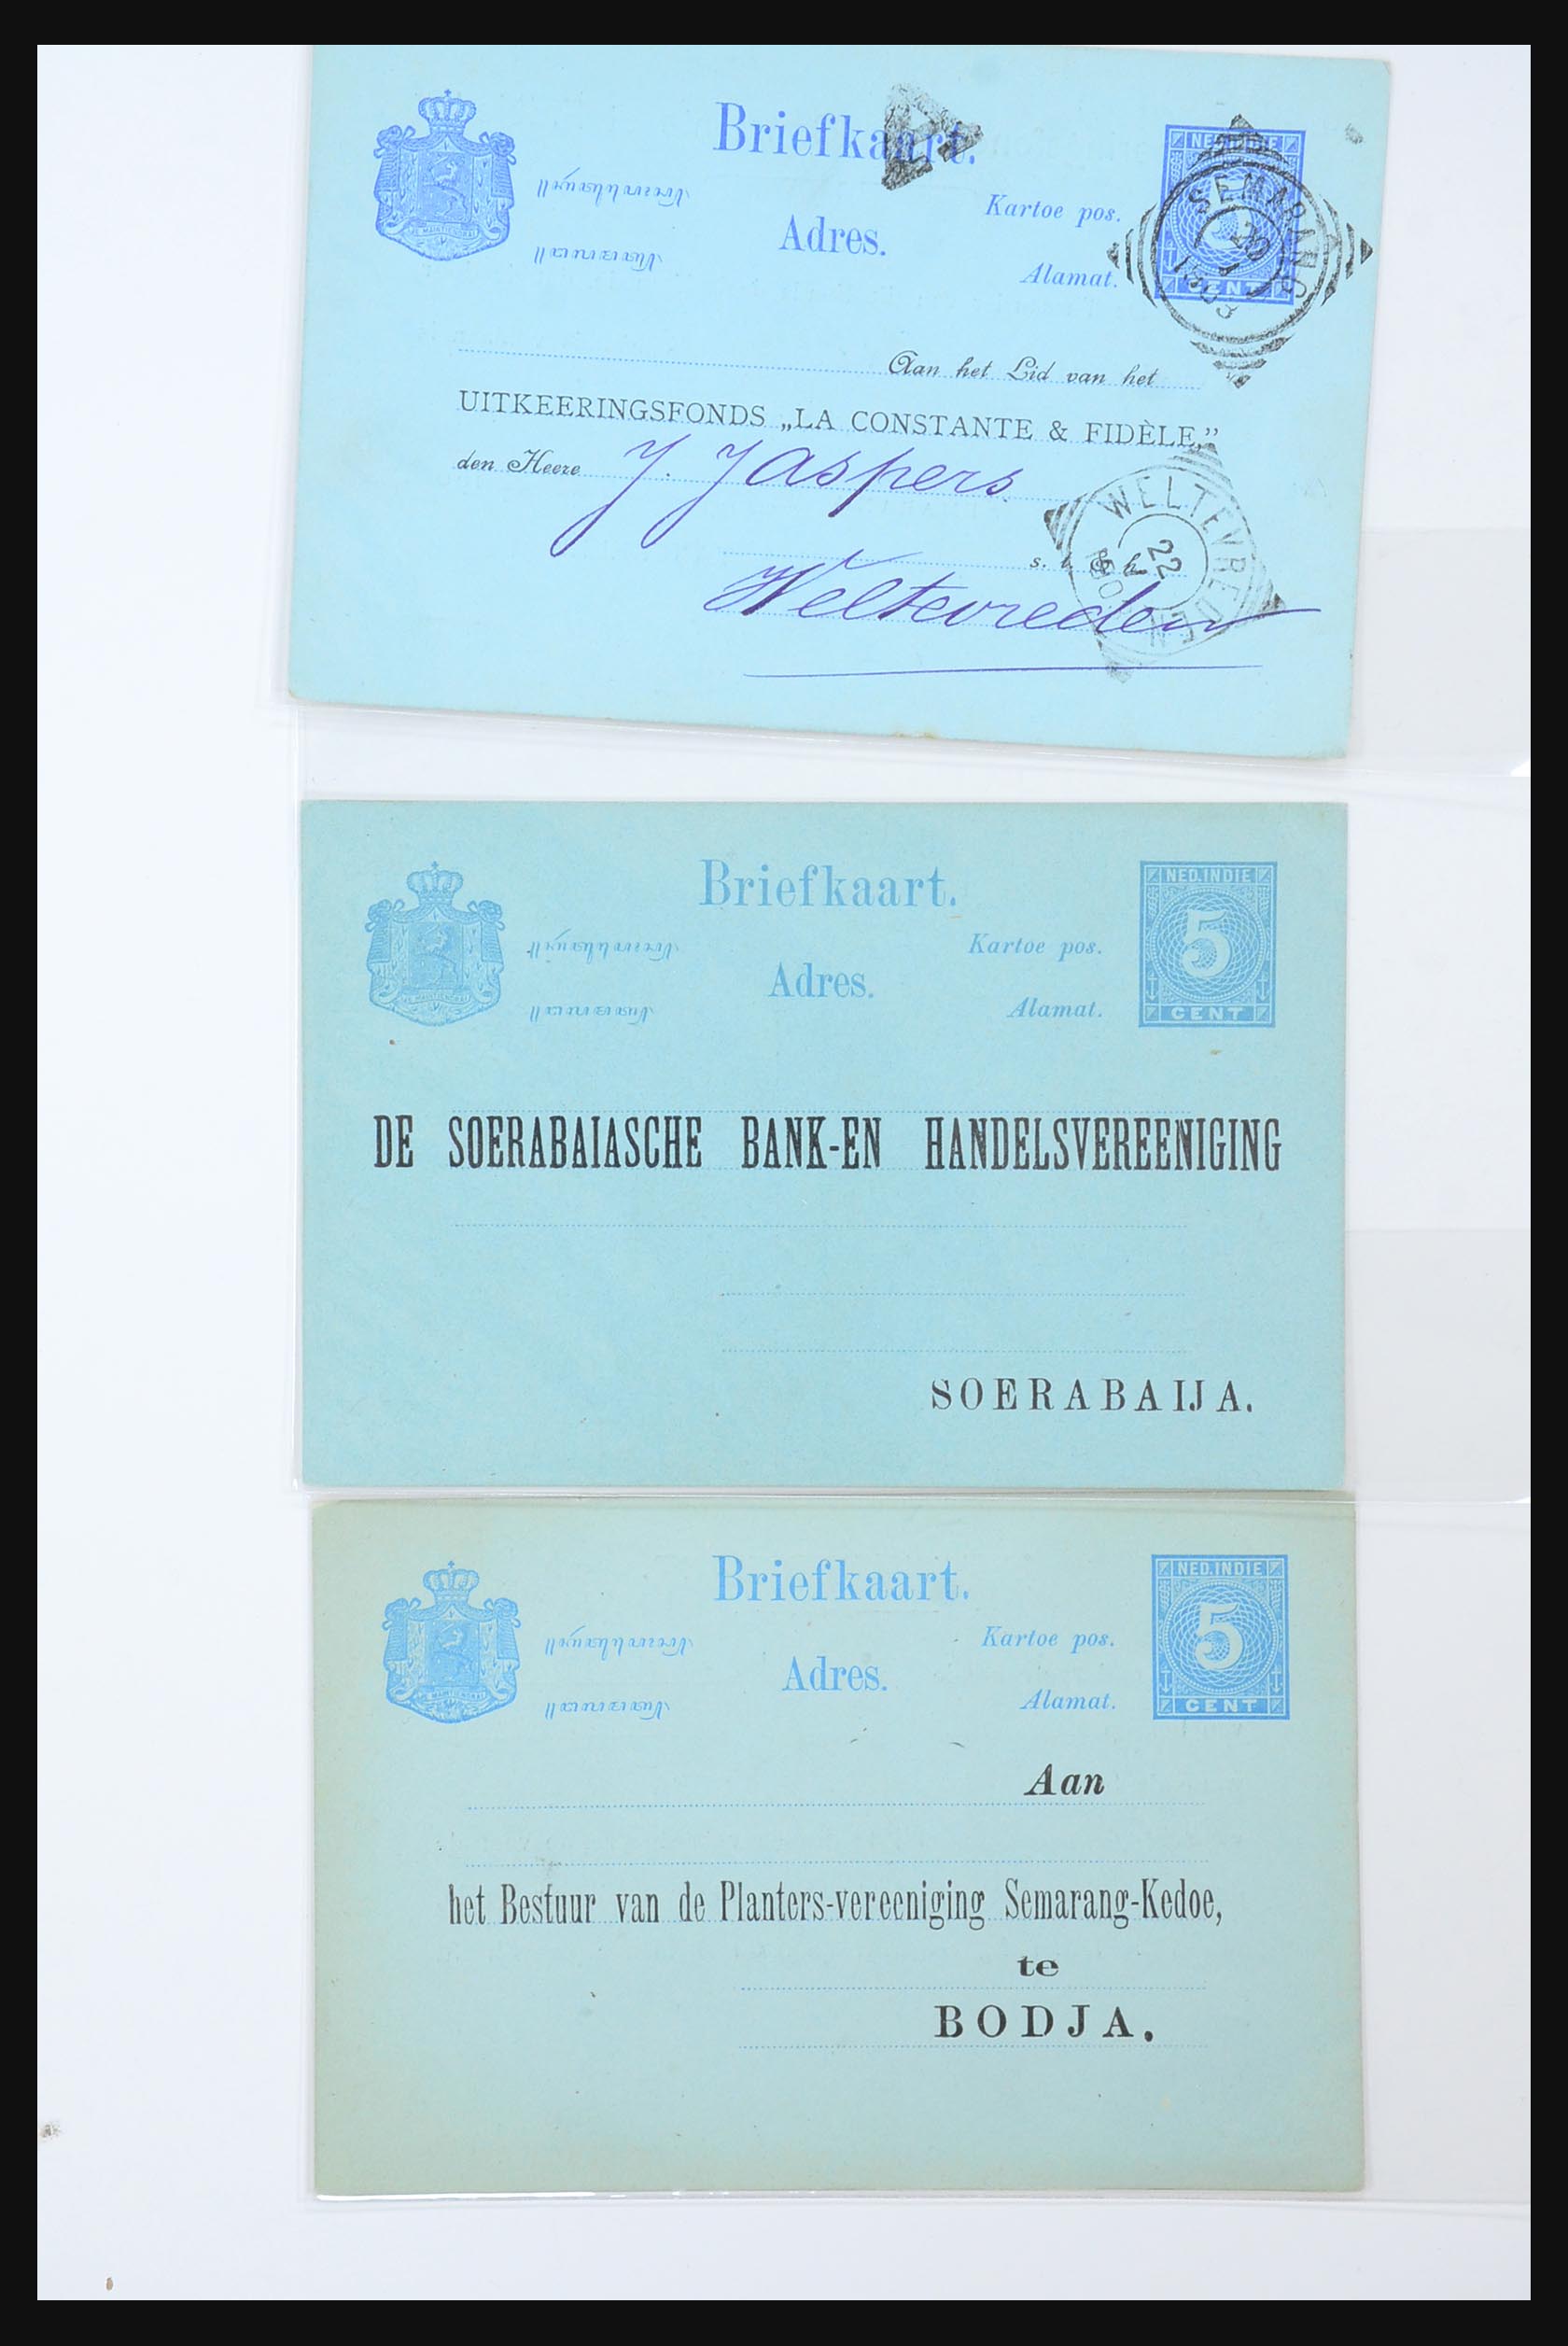 Briefkaart.
Kartoe pos.
Adres.
Alamat.
NED. INDIE
CENT
SEMARANG
Aan het Lid van het
UITKEERINGSFONDS „LA CONSTANTE & FIDÈLE,”
den Heere J. Jaspers
WELTEVREDEN
22
Weltevreden
Briefkaart.
NED. INDIE
5
CENT
Kartoe pos.
Adres.
Alamat.
DE SOERABAIASCHE BANK-EN HANDELSVEREENIGING
SOERABAIJA.
Briefkaart.
NED. INDIE
5
CENT
Kartoe pos.
Adres.
Alamat.
Aan
het Bestuur van de Planters-vereeniging Semarang-Kedoe,
te
BODJA.